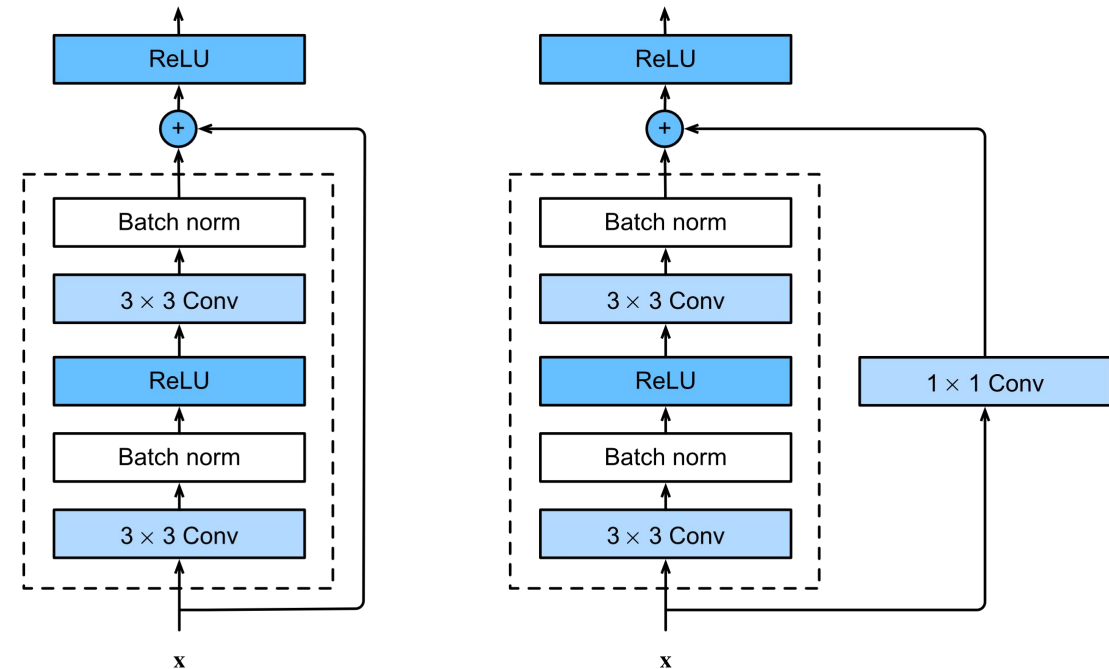 ReLU
+
Batch norm
3 × 3 Conv
ReLU
Batch norm
3 × 3 Conv
x
ReLU
+
Batch norm
3 × 3 Conv
ReLU
Batch norm
3 × 3 Conv
x
1 × 1 Conv